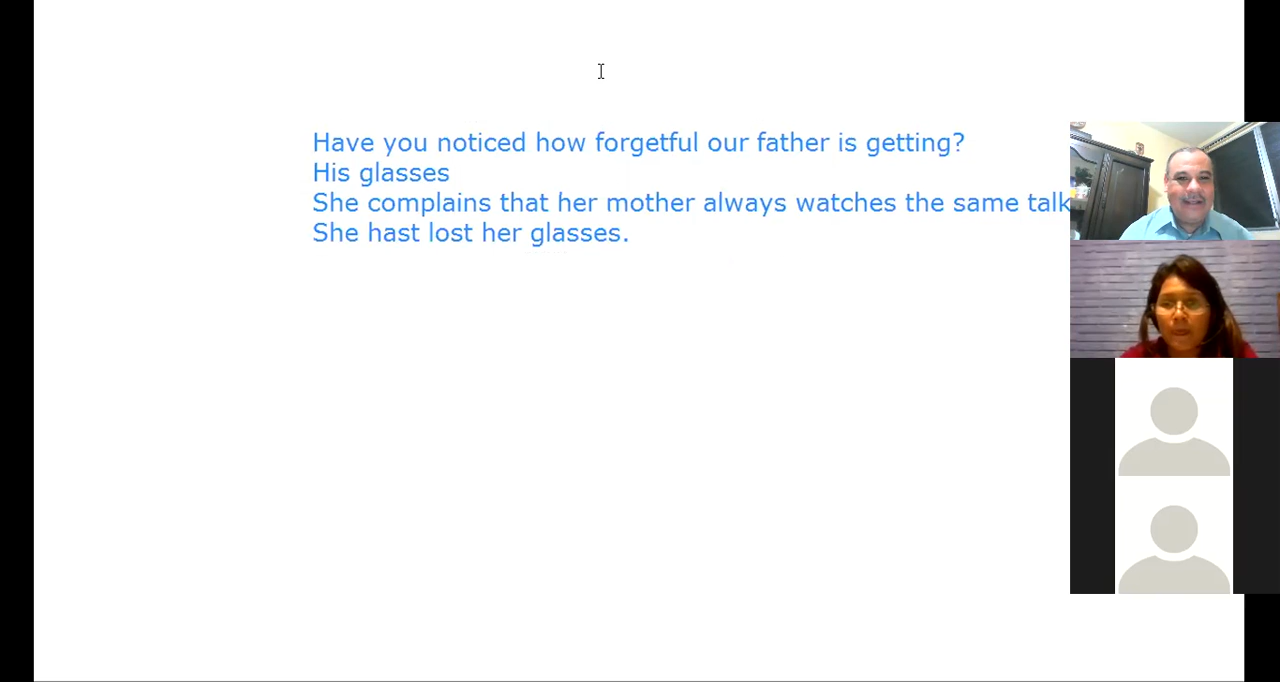 Have you noticed how forgetful our father is getting?
His glasses
She complains that her mother always watches the same talk
She hast lost her glasses.